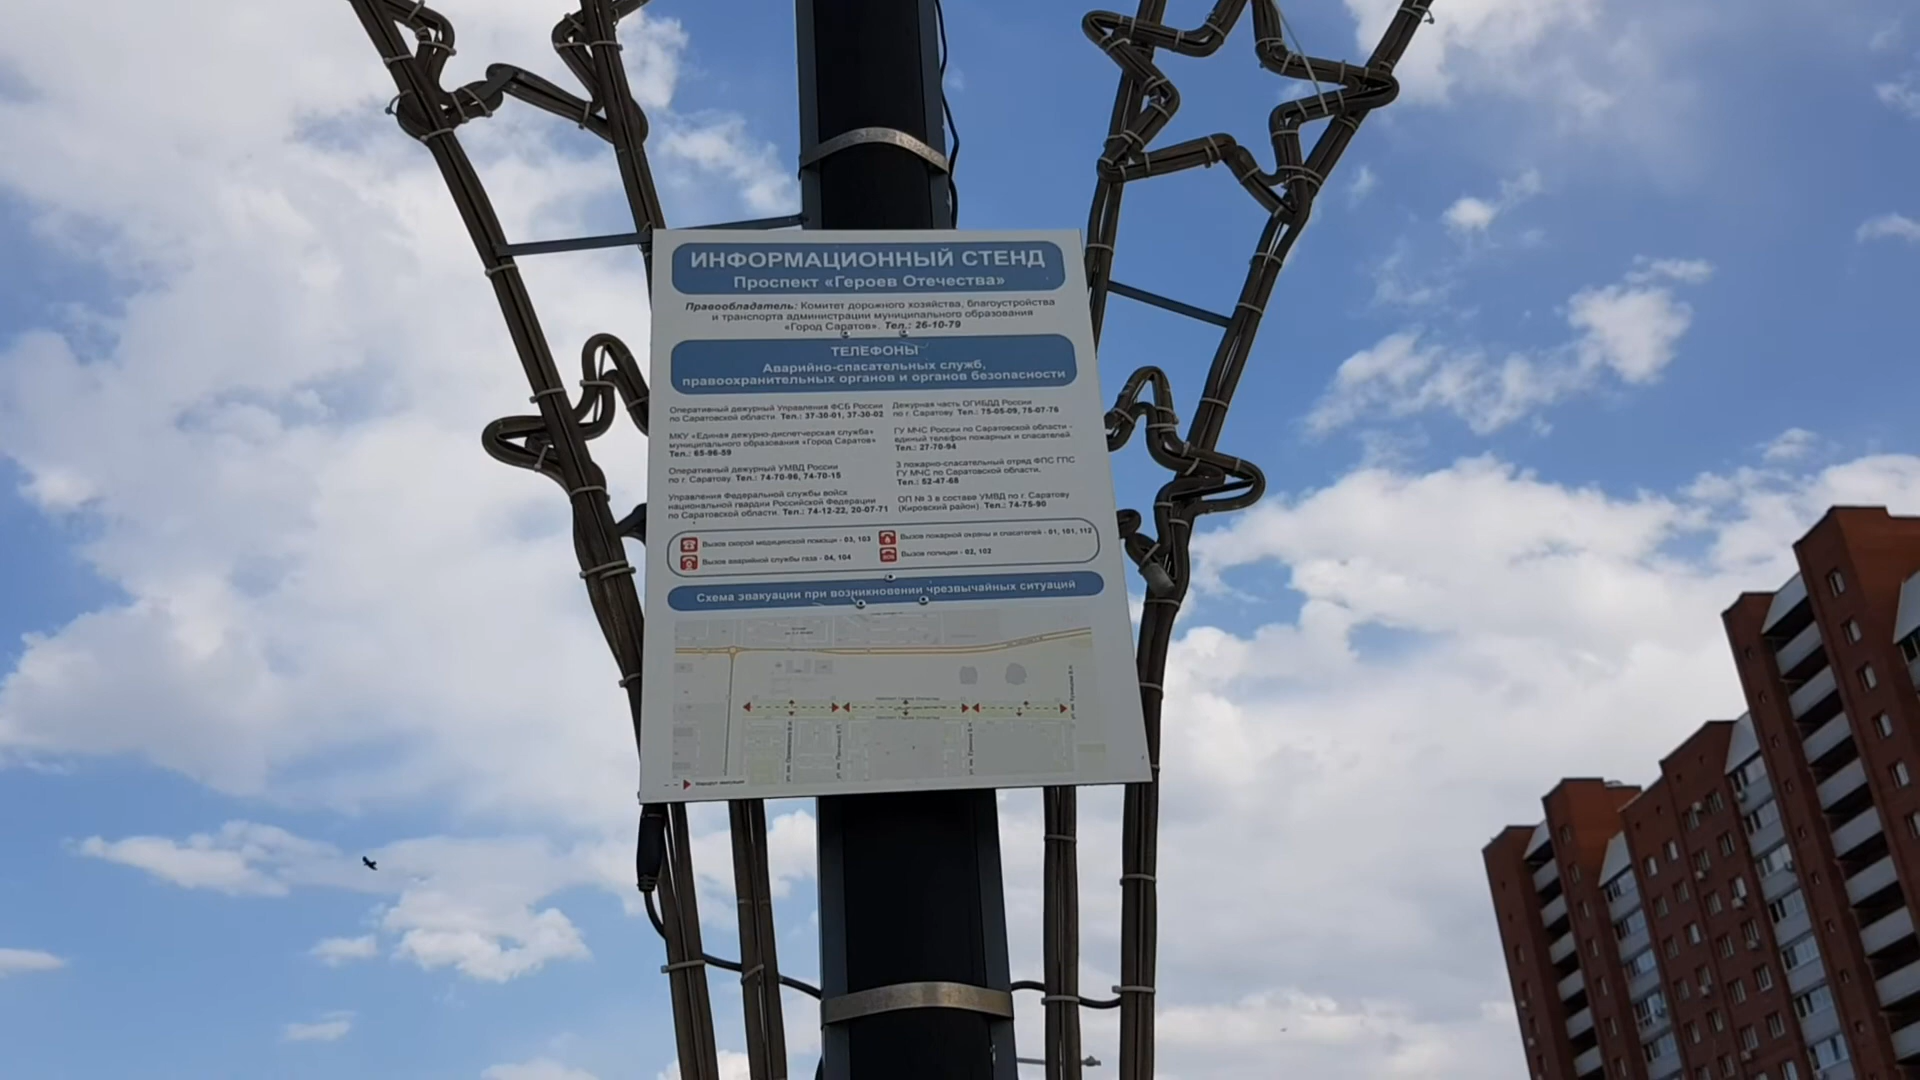 ИНФОРМАЦИОННЫЙ СТЕНД
Проспект «Героев Отечества»
Правообладатель: Комитет дорожного хозяйства, благоустройства
и транспорта администрации муниципального образования
«Город Саратов». Тел.: 26-10-79
ТЕЛЕФОНЫ
Аварийно-спасательных служб,
правоохранительных органов и органов безопасности
Оперативный дежурный Управления ФСБ России
по Саратовской области. Тел.: 37-30-01, 37-30-02
МКУ «Единая дежурно-диспетчерская служба»
муниципального образования «Город Саратов»
Тел.: 65-96-59
Оперативный дежурный УМВД России
по г. Саратову. Тел.: 74-70-96, 74-70-15
Управления Федеральной службы войск
национальной гвардии Российской Федерации
по Саратовской области. Тел.: 74-12-22, 20-07-71
Дежурная часть ОГИБДД России
по г. Саратову. Тел.: 75-05-09, 75-07-76
ГУ МЧС России по Саратовской области -
единый телефон пожарных и спасателей.
Тел.: 27-70-94
3 пожарно-спасательный отряд ФПС ГПС
ГУ МЧС по Саратовской области.
Тел.: 52-47-68
ОП № 3 в составе УМВД по г. Саратову
(Кировский район). Тел.: 74-75-90
Вызов скорой медицинской помощи - 03, 103
Вызов аварийной службы газа - 04, 104
Вызов пожарной охраны и спасателей - 01, 101, 112
Вызов полиции - 02, 102
Схема эвакуации при возникновении чрезвычайных ситуаций